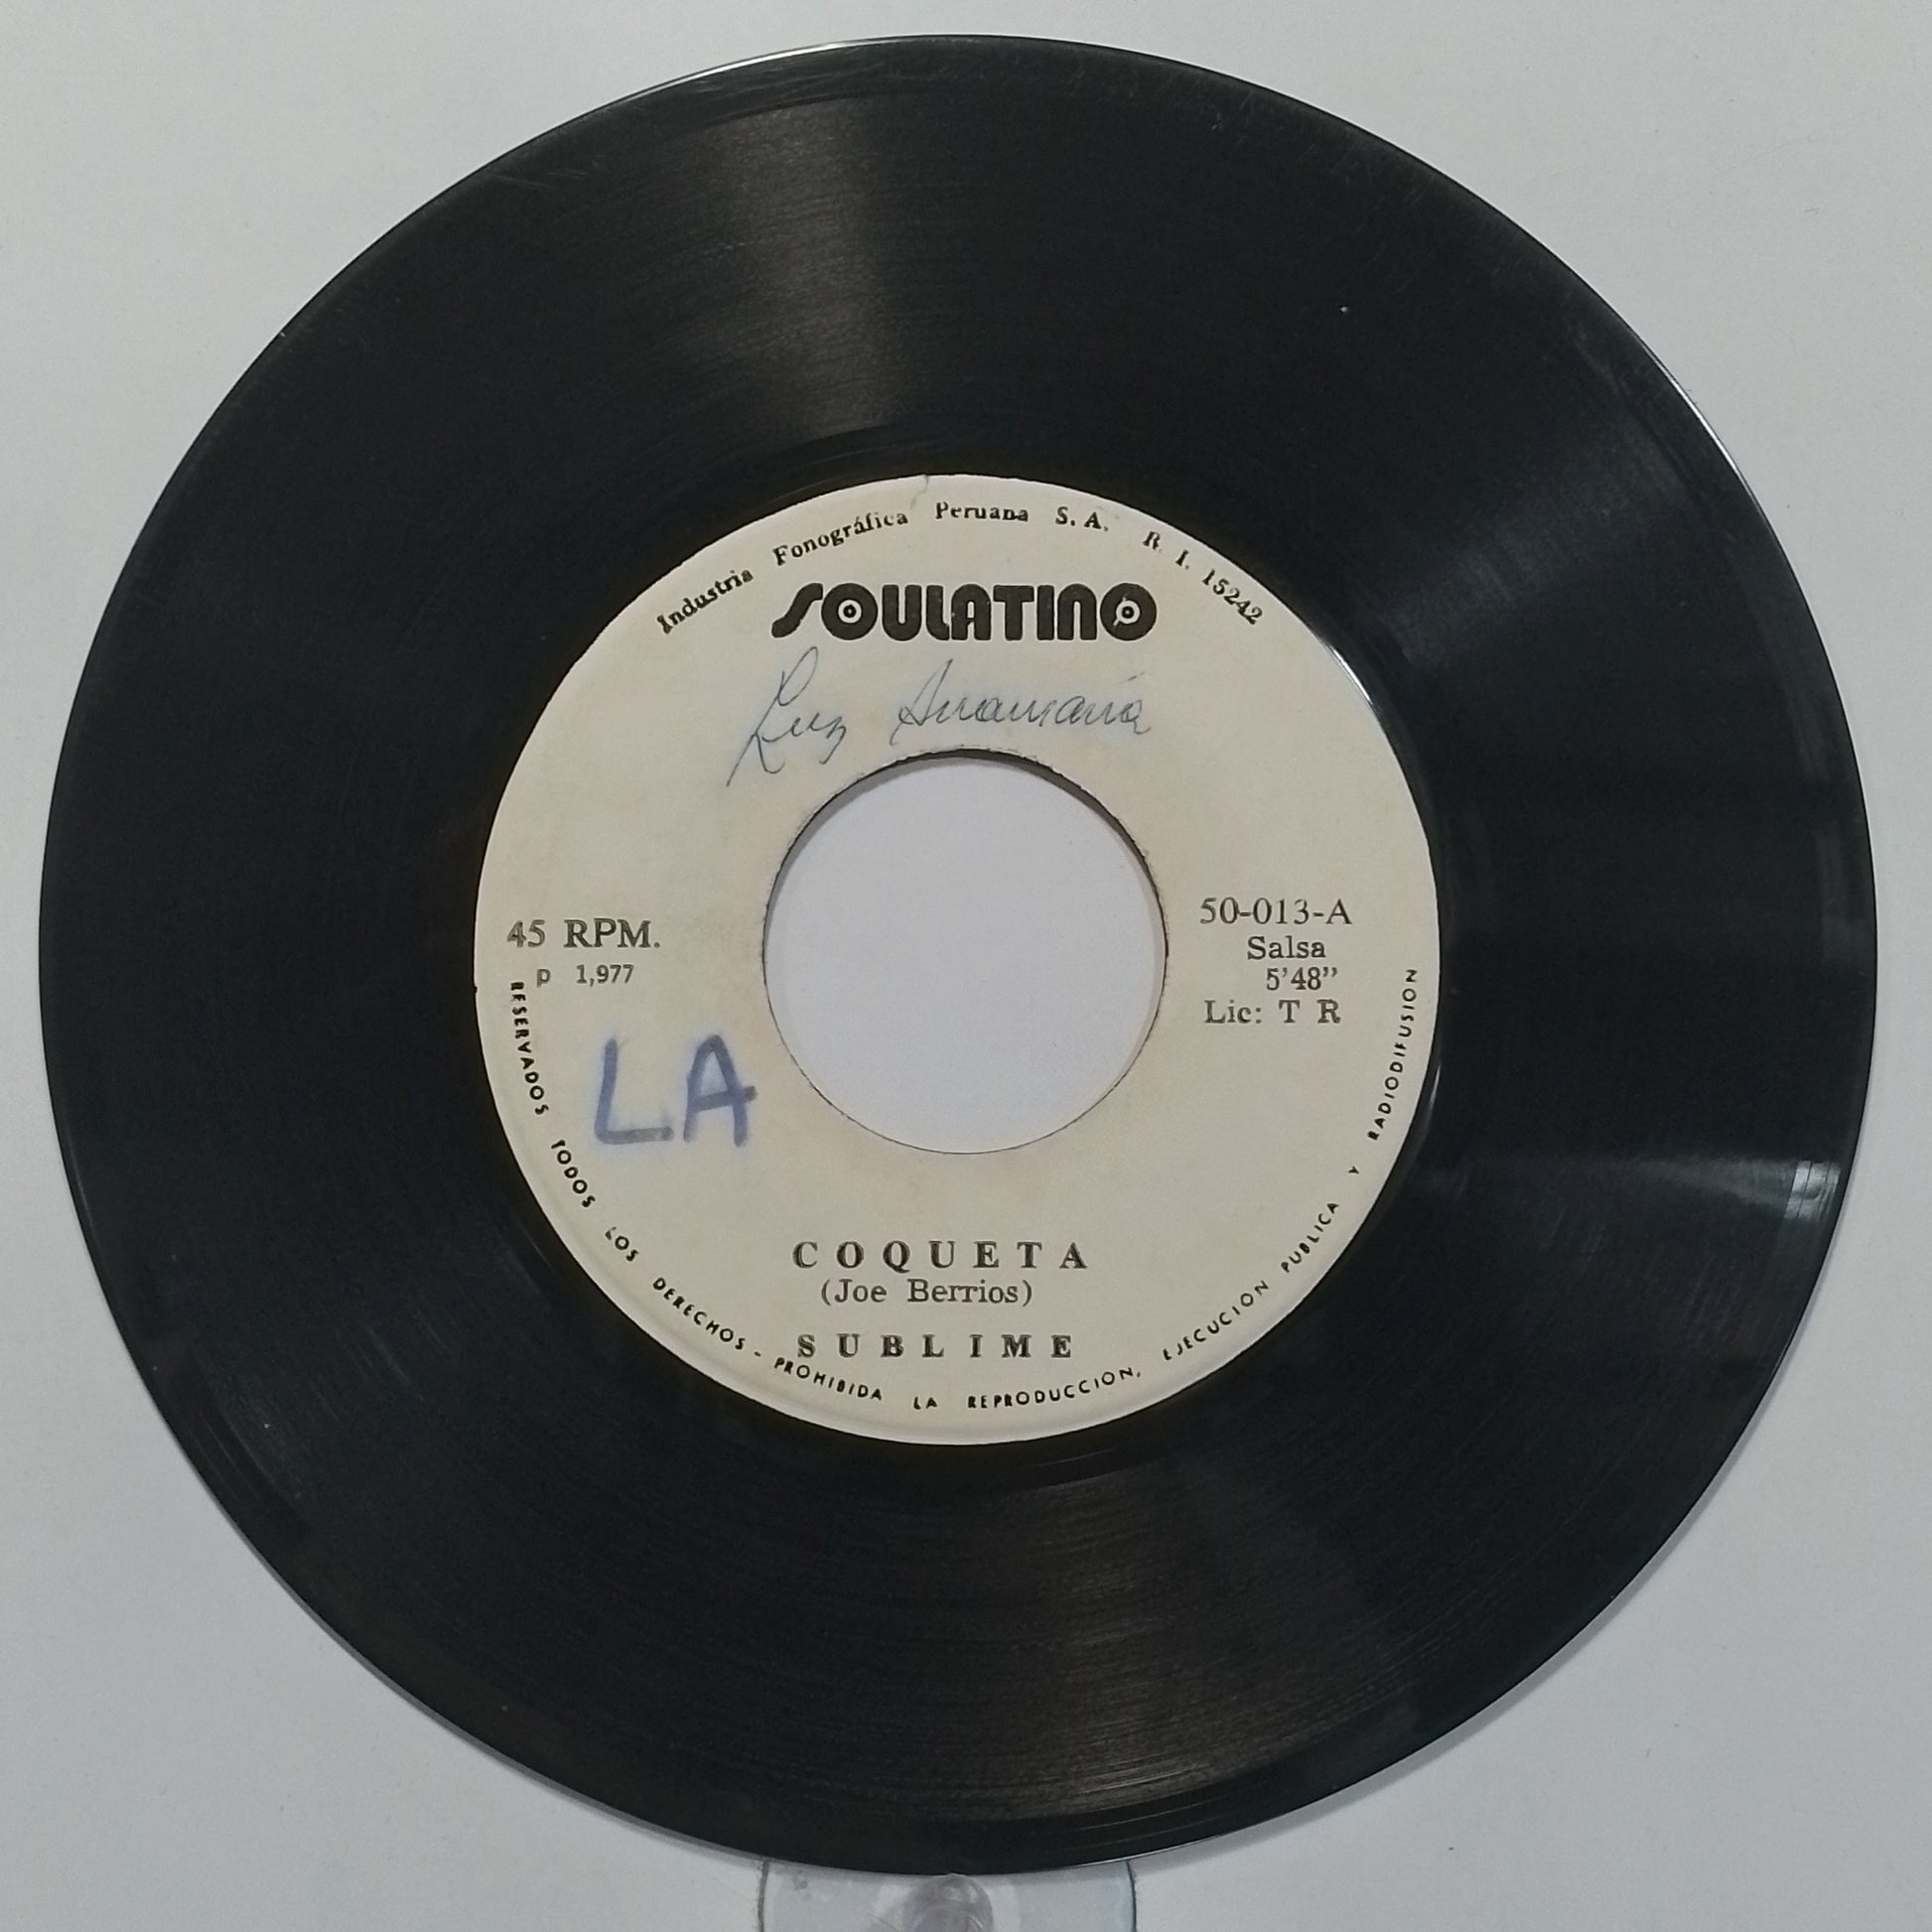 Industria Fonográfica Peruana S. A. R. I. 15242
SOULATINO
Luz
45 RPM.
p 1,977
50-013-A
Salsa
5'48’’
Lic: T R
LA
COQUETA
(Joe Berrios)
SUBLIME
RESERVADOS TODOS LOS DERECHOS - PROHIBIDA LA REPRODUCCION, EJECUCION PUBLICA Y RADIODIFUSION